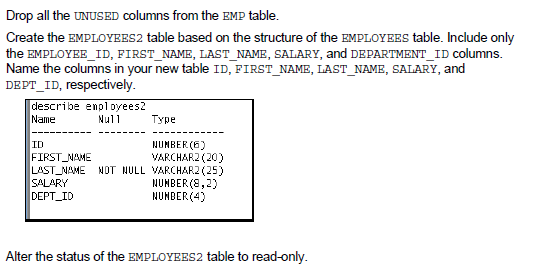 Drop all the UNUSED columns from the EMP table.
Create the EMPLOYEES2 table based on the structure of the EMPLOYEES table. Include only
the EMPLOYEE_ID, FIRST_NAME, LAST_NAME, SALARY, and DEPARTMENT_ID columns.
Name the columns in your new table ID, FIRST_NAME, LAST_NAME, SALARY, and
DEPT_ID, respectively.
describe employees2
Name Null Type
------------ -------- ------------
ID NUMBER(6)
FIRST_NAME VARCHAR2(20)
LAST_NAME NOT NULL VARCHAR2(25)
SALARY NUMBER(8,2)
DEPT_ID NUMBER(4)
Alter the status of the EMPLOYEES2 table to read-only.